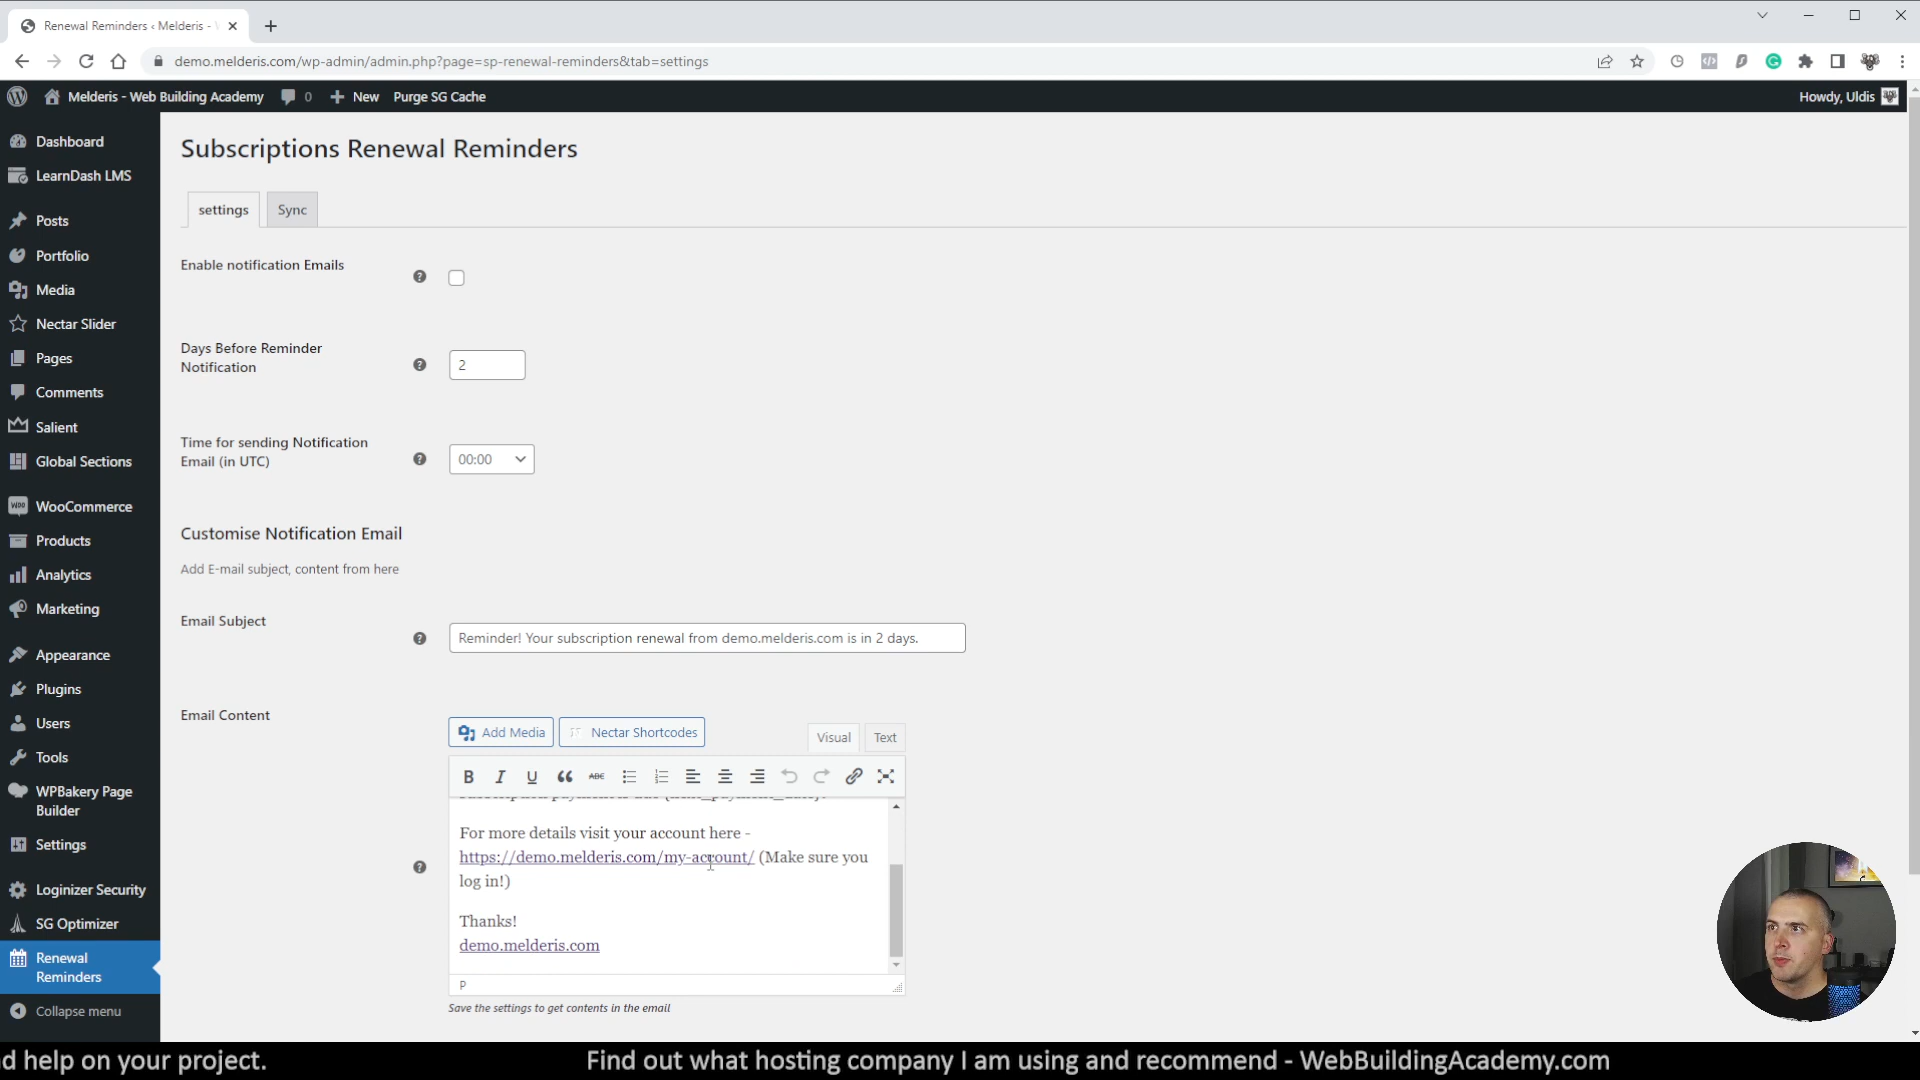 Renewal Reminders ‹ Melderis -
demo.melderis.com/wp-admin/admin.php?page=sp-renewal-reminders&tab=settings
Melderis - Web Building Academy
0
New
Purge SG Cache
Howdy, Uldis
Dashboard
LearnDash LMS
Posts
Portfolio
Media
Nectar Slider
Pages
Comments
Salient
Global Sections
WooCommerce
Products
Analytics
Marketing
Appearance
Plugins
Users
Tools
WPBakery Page
Builder
Settings
Loginizer Security
SG Optimizer
Renewal
Reminders
Collapse menu
Subscriptions Renewal Reminders
settings
Sync
Enable notification Emails
Days Before Reminder
Notification
2
Time for sending Notification
Email (in UTC)
00:00
Customise Notification Email
Add E-mail subject, content from here
Email Subject
Reminder! Your subscription renewal from demo.melderis.com is in 2 days.
Email Content
Add Media
Nectar Shortcodes
Visual
Text
For more details visit your account here -
https://demo.melderis.com/my-account/ (Make sure you
log in!)
Thanks!
demo.melderis.com
P
Save the settings to get contents in the email
d help on your project.
Find out what hosting company I am using and recommend - WebBuildingAcademy.com